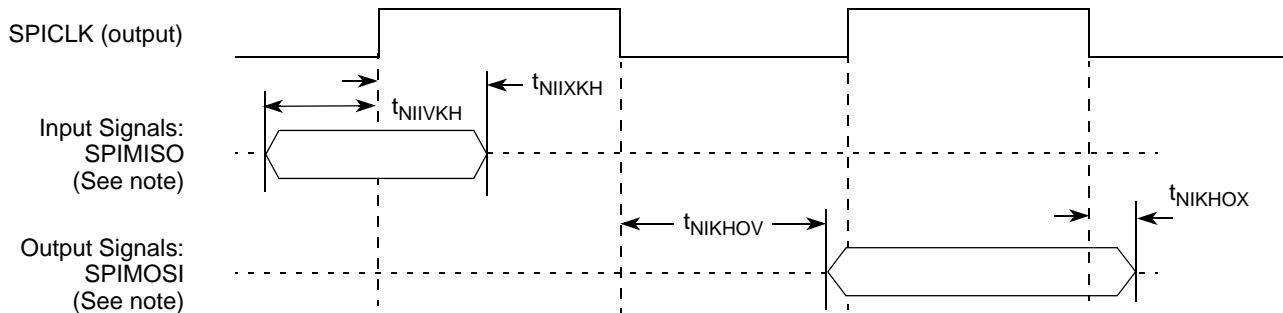 SPICLK (output)
tNIIXKH
tNIIVKH
Input Signals:
SPIMISO
(See note)
tNIKHOX
tNIKHOV
Output Signals:
SPIMOSI
(See note)